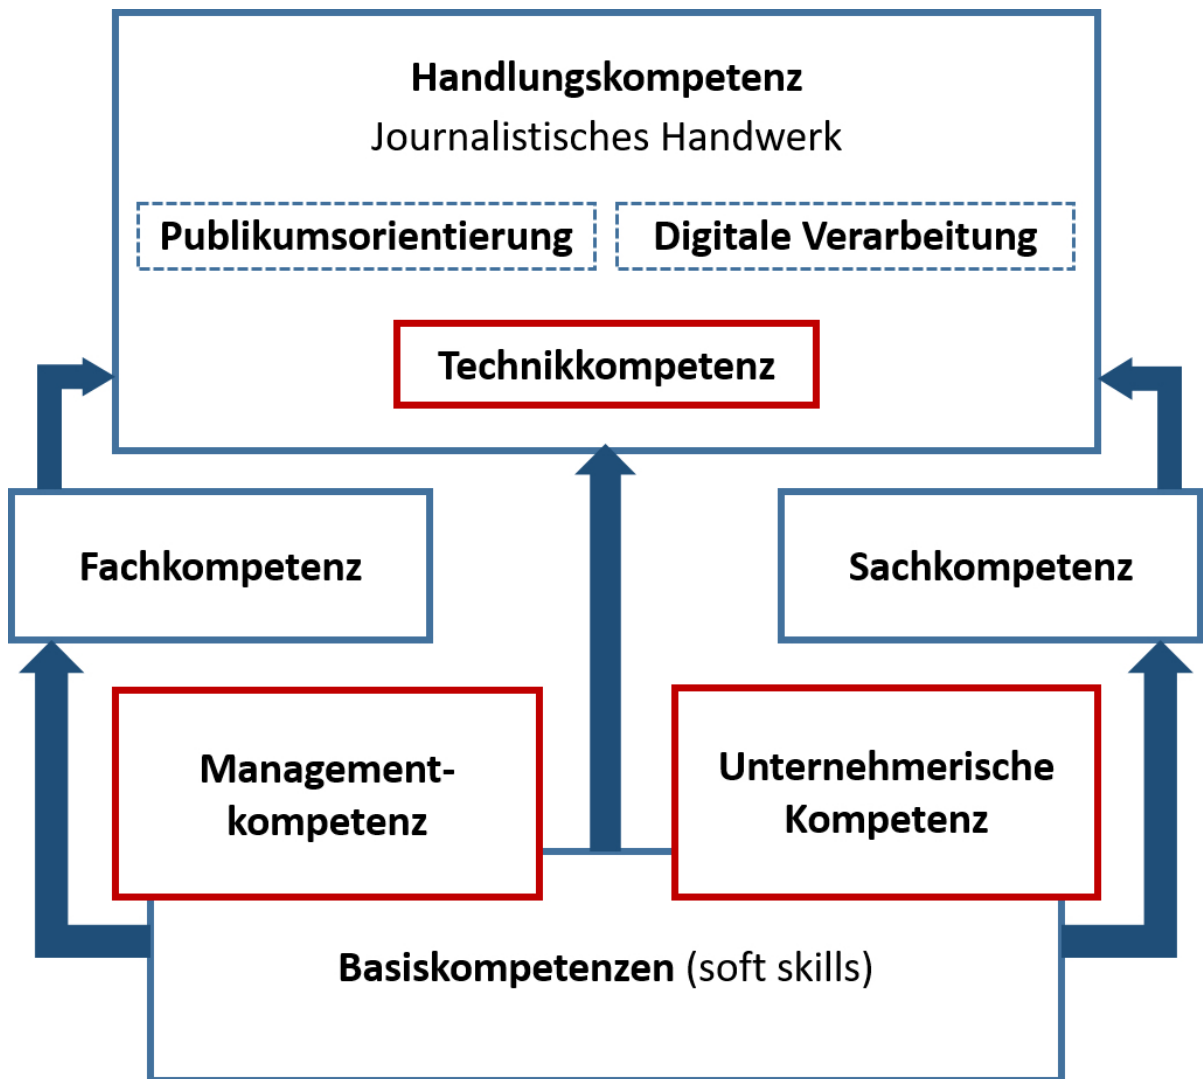 Handlungskompetenz
Journalistisches Handwerk
Publikumsorientierung
Digitale Verarbeitung
Technikkompetenz
Fachkompetenz
Sachkompetenz
Management-
kompetenz
Unternehmerische
Kompetenz
Basiskompetenzen (soft skills)